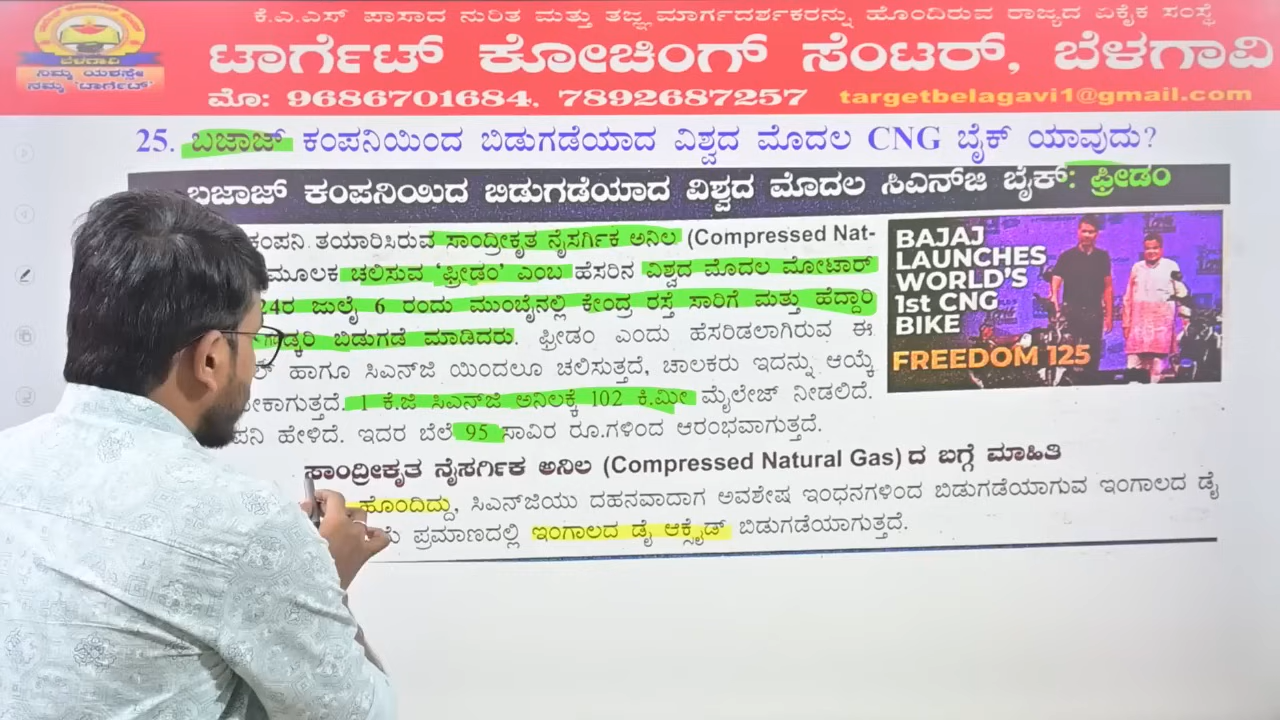 ಕೆ.ಎ.ಎಸ್ ಪಾಸಾದ ನುರಿತ ಮತ್ತು ತಜ್ಞ ಮಾರ್ಗದರ್ಶಕರನ್ನು ಹೊಂದಿರುವ ರಾಜ್ಯದ ಏಕೈಕ ಸಂಸ್ಥೆ
ಟಾರ್ಗೆಟ್ ಕೋಚಿಂಗ್ ಸೆಂಟರ್, ಬೆಳಗಾವಿ
ಬೆಳಗಾವಿ
ನಿಮ್ಮ ಯಶಸ್ಸೇ
ನಮ್ಮ 'ಟಾರ್ಗೆಟ್'
ಮೊ: 9686701684. 7892687257 targetbelagavi1@gmail.com
25. ಬಜಾಜ್ ಕಂಪನಿಯಿಂದ ಬಿಡುಗಡೆಯಾದ ವಿಶ್ವದ ಮೊದಲ CNG ಬೈಕ್ ಯಾವುದು?
ಬಜಾಜ್ ಕಂಪನಿಯಿದ ಬಿಡುಗಡೆಯಾದ ವಿಶ್ವದ ಮೊದಲ ಸಿಎನ್‌ಜಿ ಬೈಕ್: ಫ್ರೀಡಂ
ಕಂಪನಿ ತಯಾರಿಸಿರುವ ಸಾಂದ್ರೀಕೃತ ನೈಸರ್ಗಿಕ ಅನಿಲ (Compressed Nat-
ಮೂಲಕ ಚಲಿಸುವ 'ಫ್ರೀಡಂ' ಎಂಬ ಹೆಸರಿನ ವಿಶ್ವದ ಮೊದಲ ಮೋಟಾರ್
24ರ ಜುಲೈ 6 ರಂದು ಮುಂಬೈನಲ್ಲಿ ಕೇಂದ್ರ ರಸ್ತೆ ಸಾರಿಗೆ ಮತ್ತು ಹೆದ್ದಾರಿ
ಬಿಡುಗಡೆ ಮಾಡಿದರು. ಫ್ರೀಡಂ ಎಂದು ಹೆಸರಿಡಲಾಗಿರುವ ಈ
ಹಾಗೂ ಸಿಎನ್‌ಜಿ ಯಿಂದಲೂ ಚಲಿಸುತ್ತದೆ, ಚಾಲಕರು ಇದನ್ನು ಆಯ್ಕೆ
1 ಕೆ.ಜಿ ಸಿಎನ್‌ಜಿ ಅನಿಲಕ್ಕೆ 102 ಕಿ.ಮೀ ಮೈಲೇಜ್ ನೀಡಲಿದೆ.
ಹೇಳಿದೆ. ಇದರ ಬೆಲೆ 95 ಸಾವಿರ ರೂ.ಗಳಿಂದ ಆರಂಭವಾಗುತ್ತದೆ.
BAJAJ
LAUNCHES
WORLD'S
1st CNG
BIKE
FREEDOM 125
ಸಾಂದ್ರೀಕೃತ ನೈಸರ್ಗಿಕ ಅನಿಲ (Compressed Natural Gas) ದ ಬಗ್ಗೆ ಮಾಹಿತಿ
ಹೊಂದಿದ್ದು, ಸಿಎನ್‌ಜಿಯು ದಹನವಾದಾಗ ಅವಶೇಷ ಇಂಧನಗಳಿಂದ ಬಿಡುಗಡೆಯಾಗುವ ಇಂಗಾಲದ ಡೈ
ಪ್ರಮಾಣದಲ್ಲಿ ಇಂಗಾಲದ ಡೈ ಆಕ್ಸೈಡ್ ಬಿಡುಗಡೆಯಾಗುತ್ತದೆ.